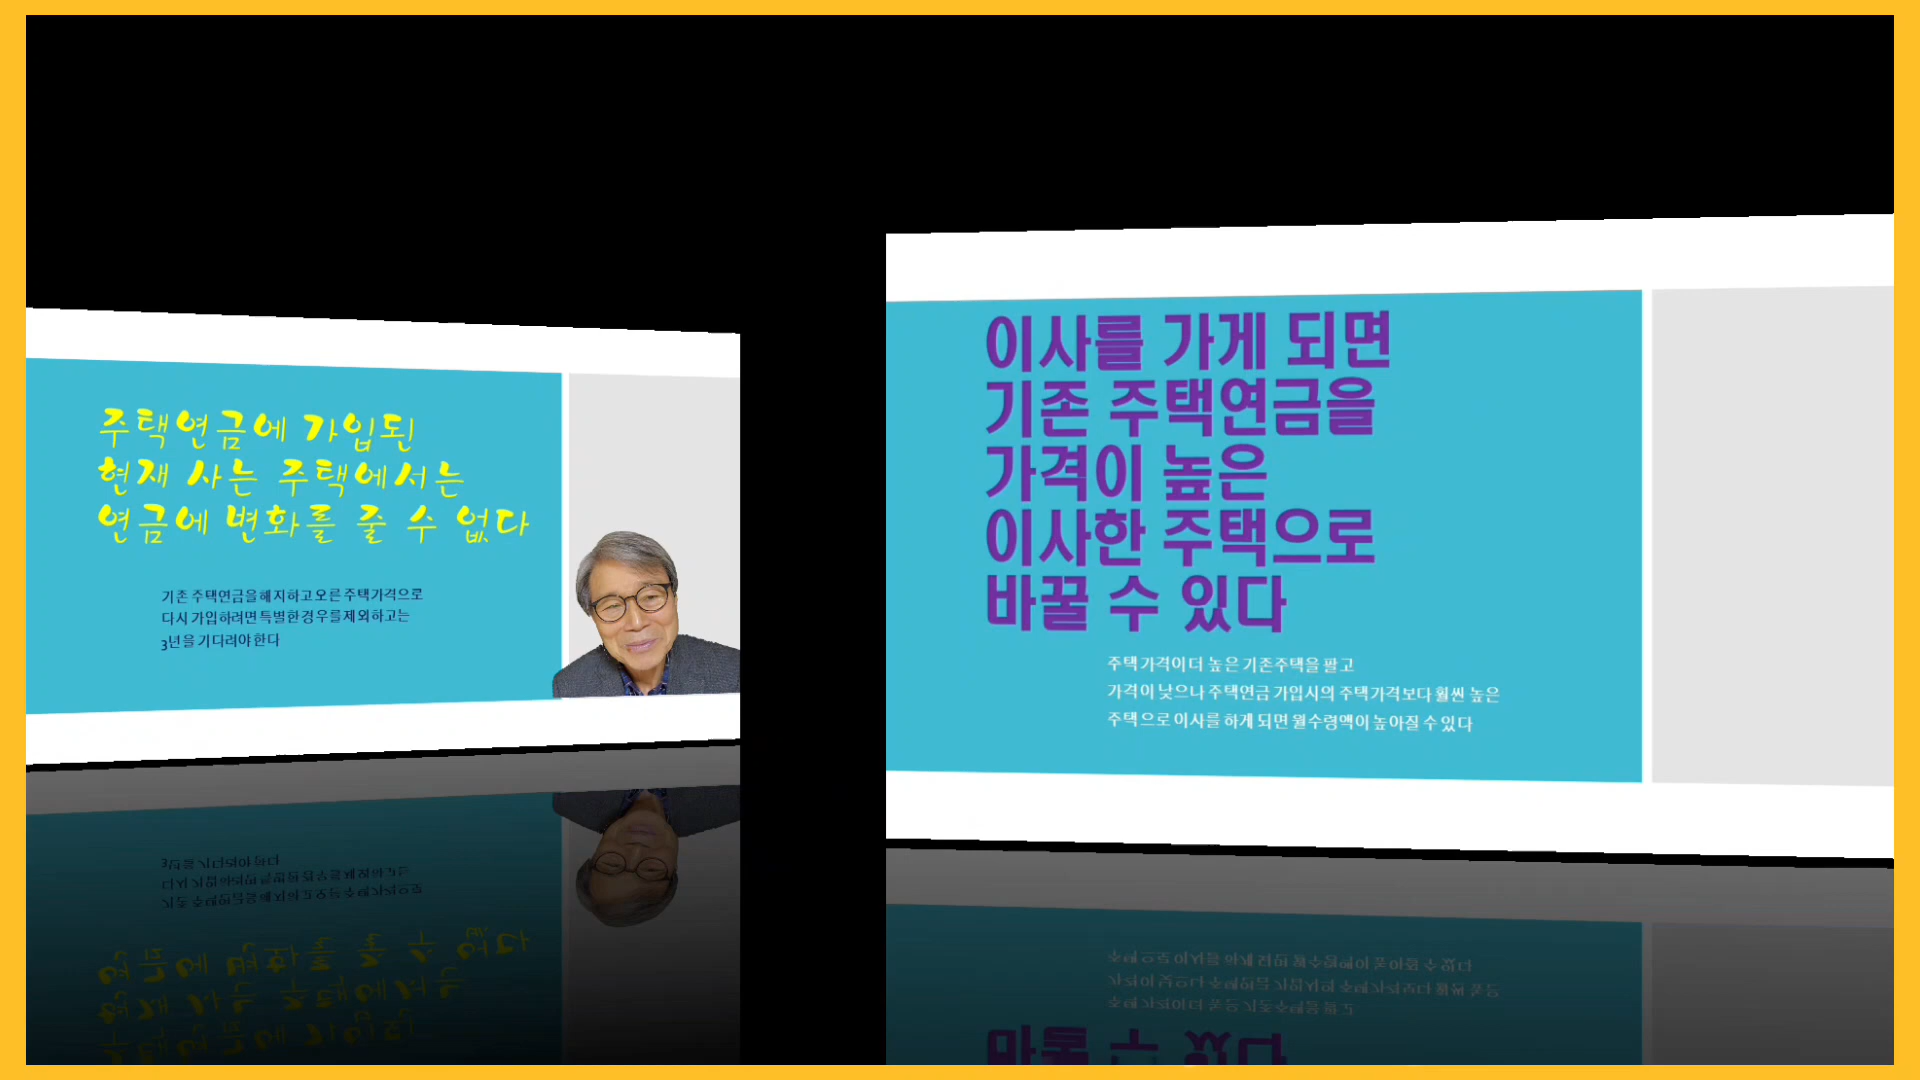 주택연금에 가입된
현재 사는 주택에서는
연금에 변화를 줄 수 없다
기존 주택연금을 해지하고 오른 주택가격으로
다시 가입하려면 특별한 경우를 제외하고는
3년을 기다려야 한다
이사를 가게 되면
기존 주택연금을
가격이 높은
이사한 주택으로
바꿀 수 있다
주택 가격이 더 높은 기존주택을 팔고
가격이 낮으나 주택연금 가입시의 주택가격보다 훨씬 높은
주택으로 이사를 하게 되면 월수령액이 높아질 수 있다